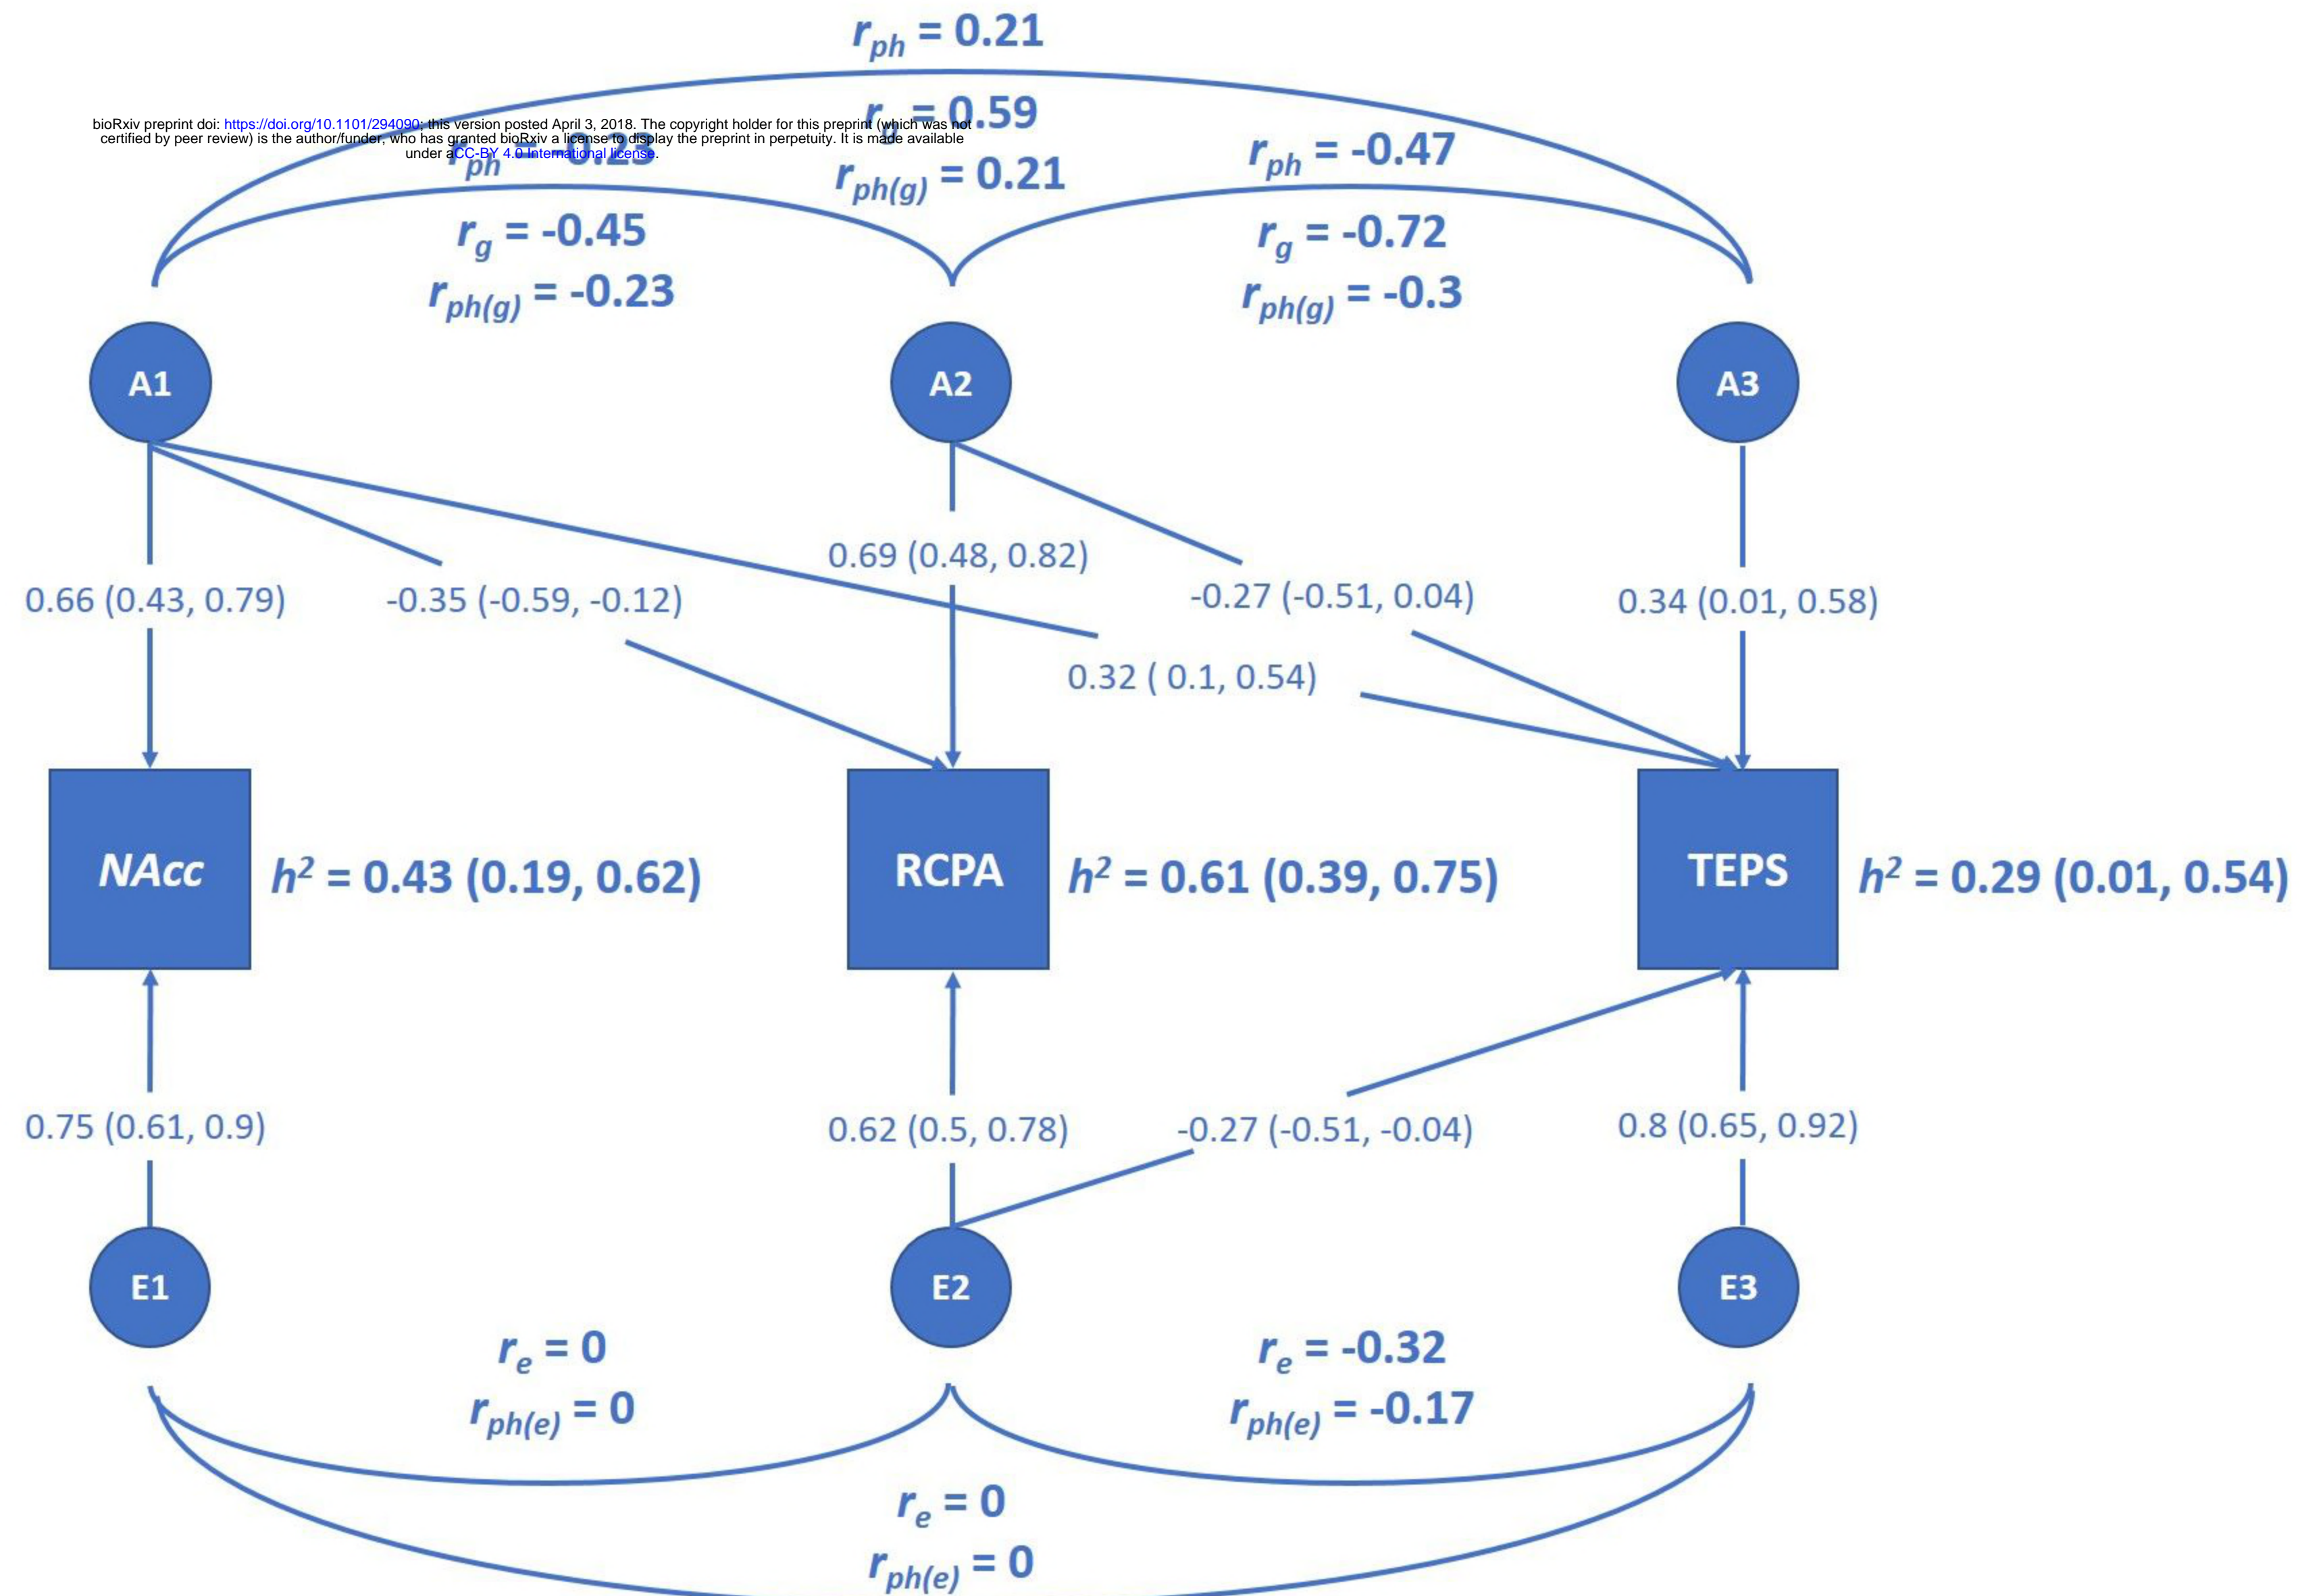 r_ph = 0.21
r_g = 0.59
r_ph(g) = 0.21
bioRxiv preprint doi: https://doi.org/10.1101/294090; this version posted April 3, 2018. The copyright holder for this preprint (which was not
certified by peer review) is the author/funder, who has granted bioRxiv a license to display the preprint in perpetuity. It is made available
under aCC-BY 4.0 International license.
r_ph = -0.23
r_g = -0.45
r_ph(g) = -0.23
r_ph = -0.47
r_g = -0.72
r_ph(g) = -0.3
A1
A2
A3
0.66 (0.43, 0.79)
-0.35 (-0.59, -0.12)
0.69 (0.48, 0.82)
-0.27 (-0.51, 0.04)
0.34 (0.01, 0.58)
0.32 ( 0.1, 0.54)
NAcc
h² = 0.43 (0.19, 0.62)
RCPA
h² = 0.61 (0.39, 0.75)
TEPS
h² = 0.29 (0.01, 0.54)
0.75 (0.61, 0.9)
0.62 (0.5, 0.78)
-0.27 (-0.51, -0.04)
0.8 (0.65, 0.92)
E1
E2
E3
r_e = 0
r_ph(e) = 0
r_e = -0.32
r_ph(e) = -0.17
r_e = 0
r_ph(e) = 0